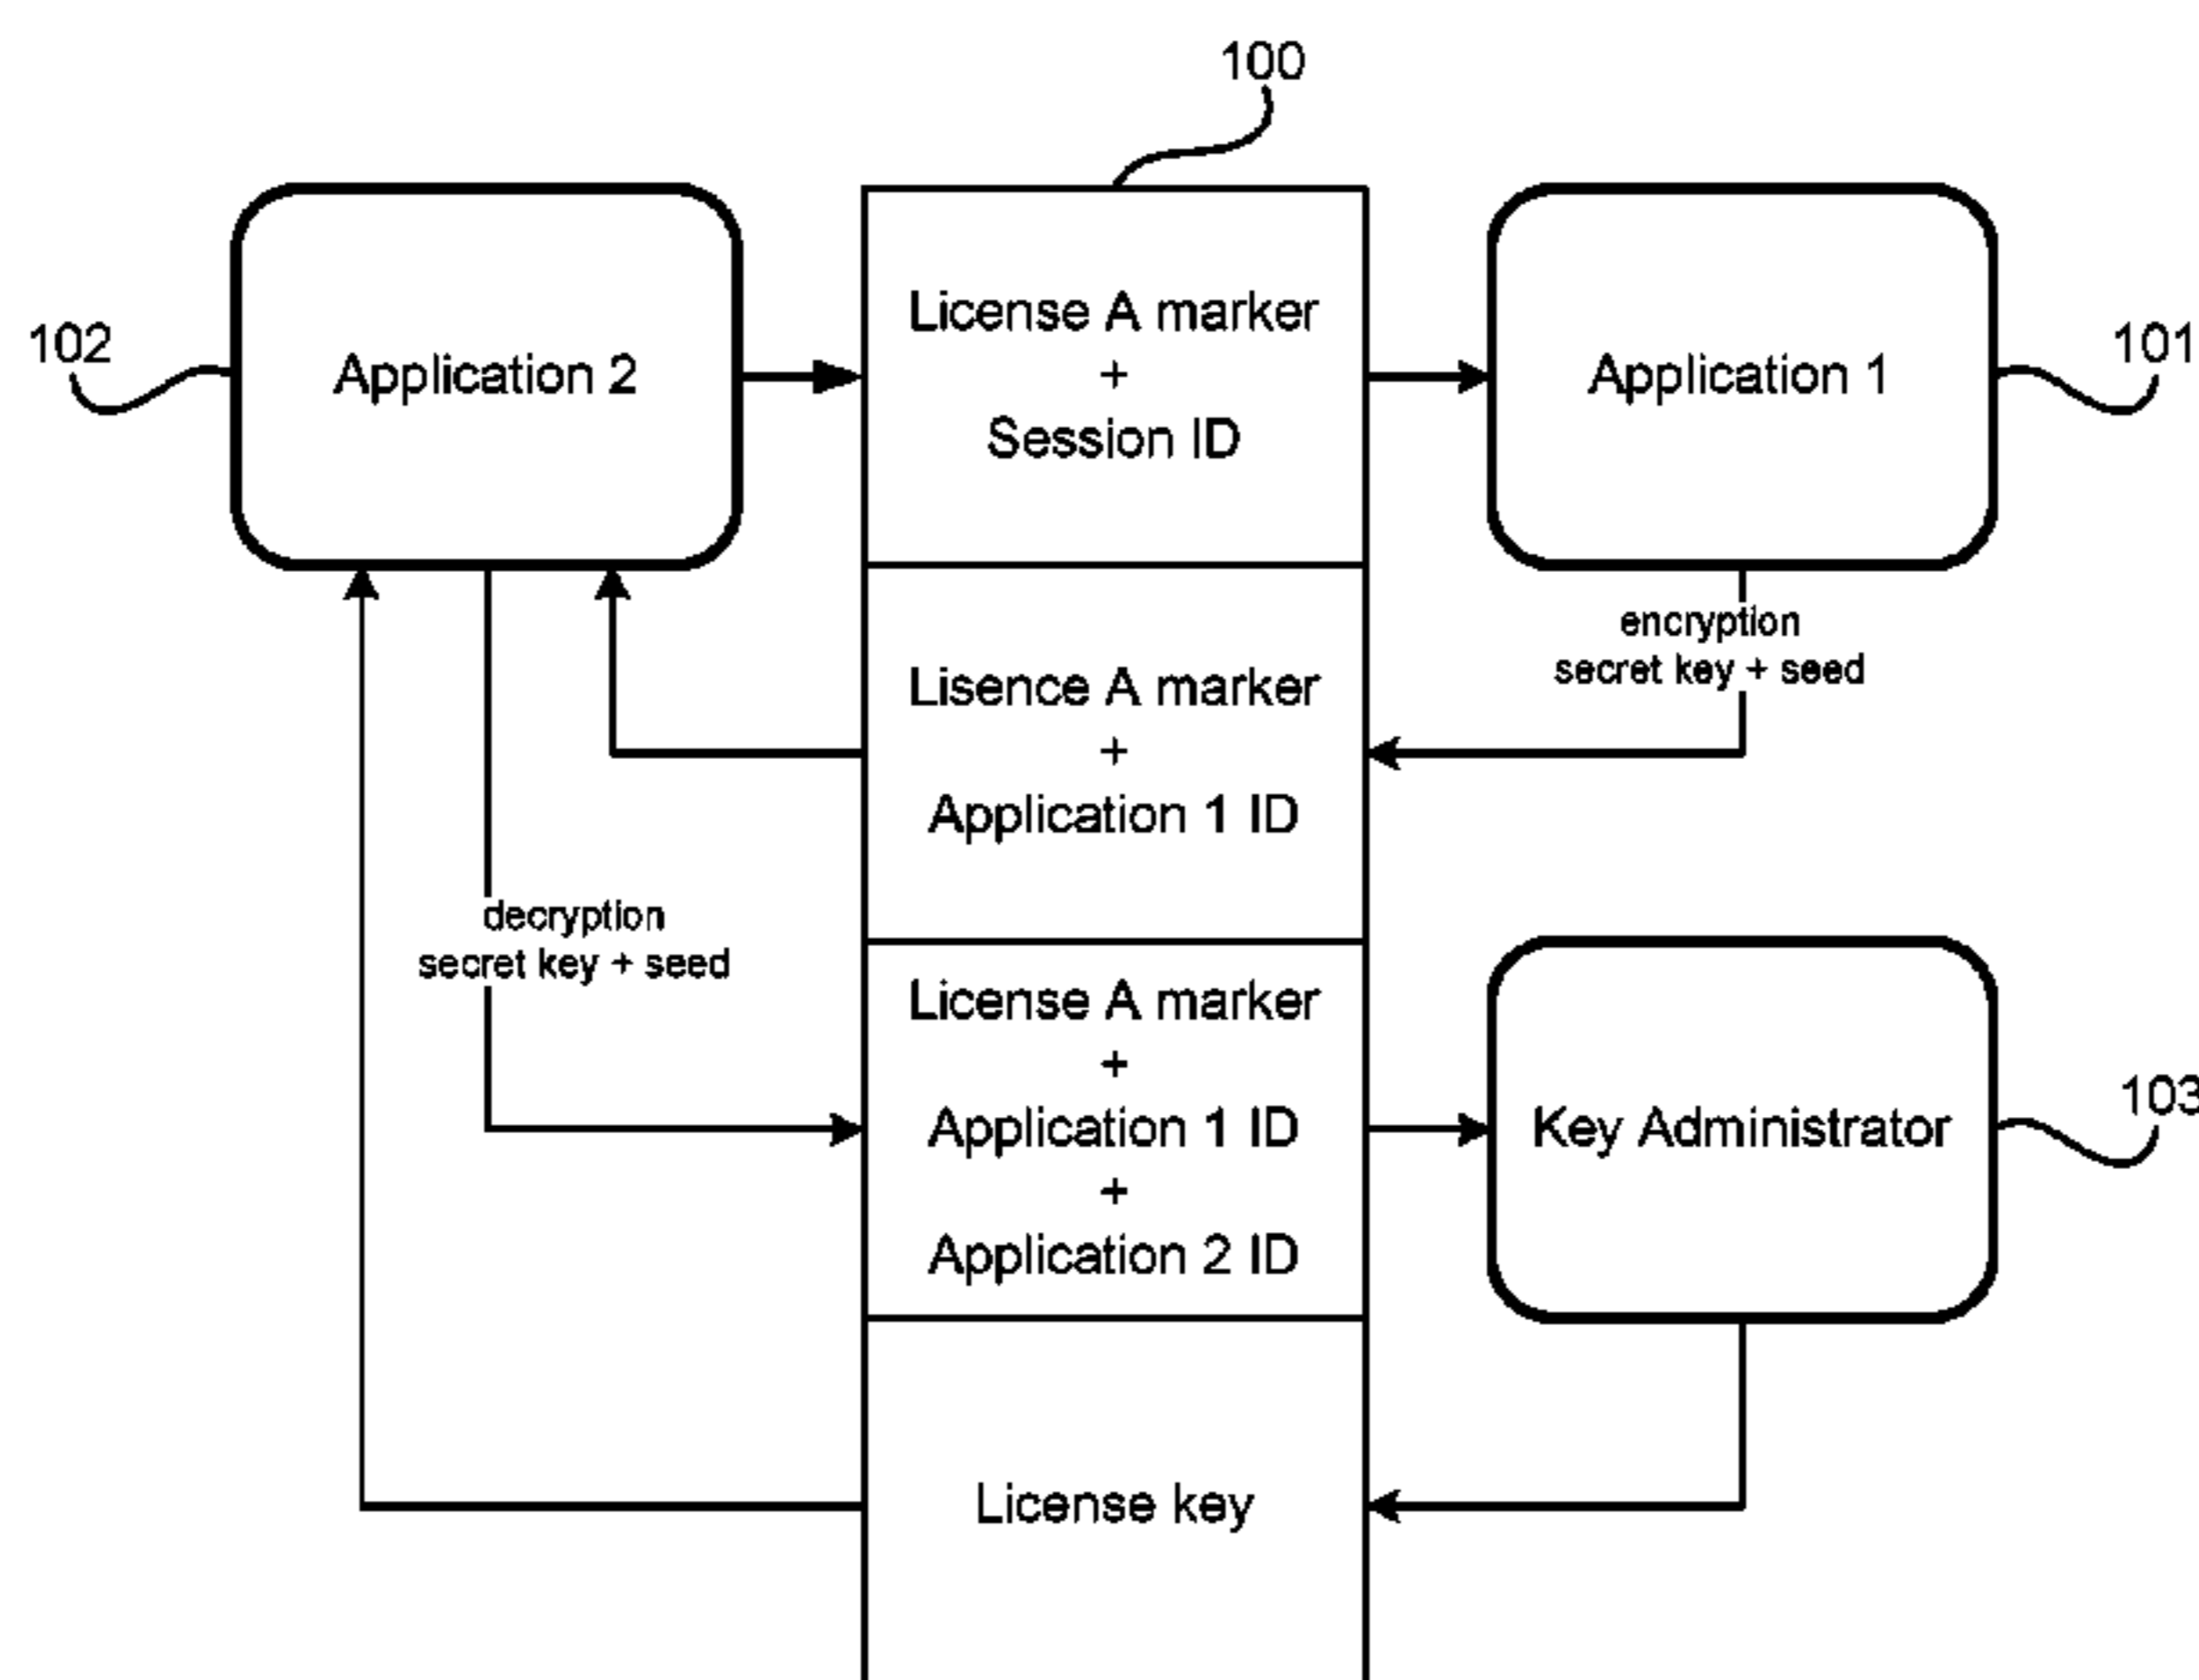 100
102
Application 2
License A marker
+
Session ID
Application 1
101
encryption
secret key + seed
Lisence A marker
+
Application 1 ID
decryption
secret key + seed
License A marker
+
Application 1 ID
+
Application 2 ID
Key Administrator
103
License key